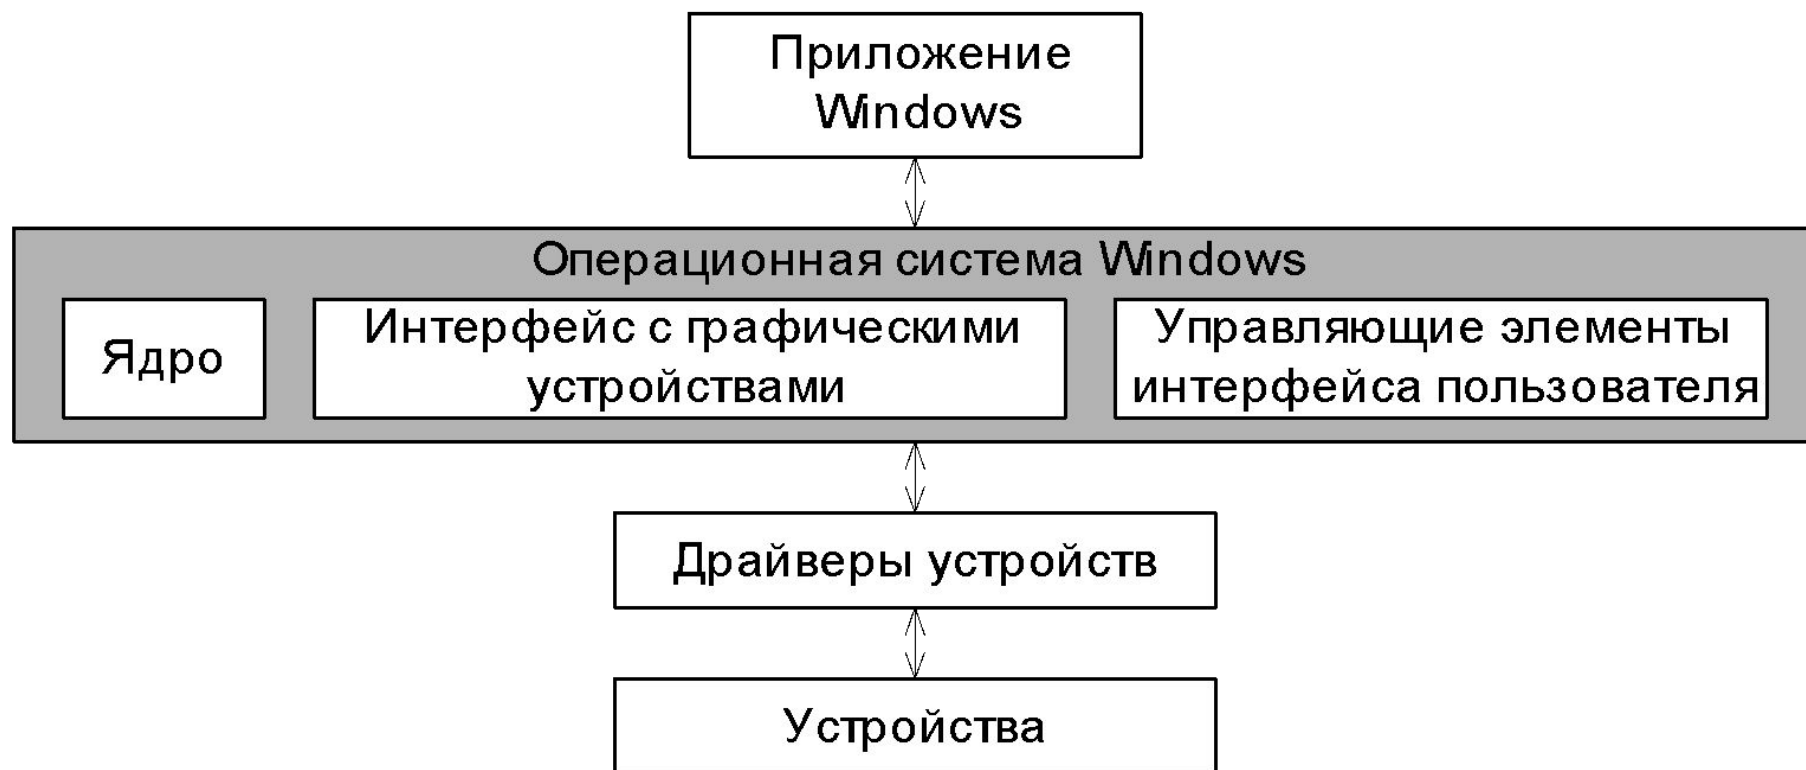 Приложение
Windows
Операционная система Windows
Ядро
Интерфейс с графическими
устройствами
Управляющие элементы
интерфейса пользователя
Драйверы устройств
Устройства